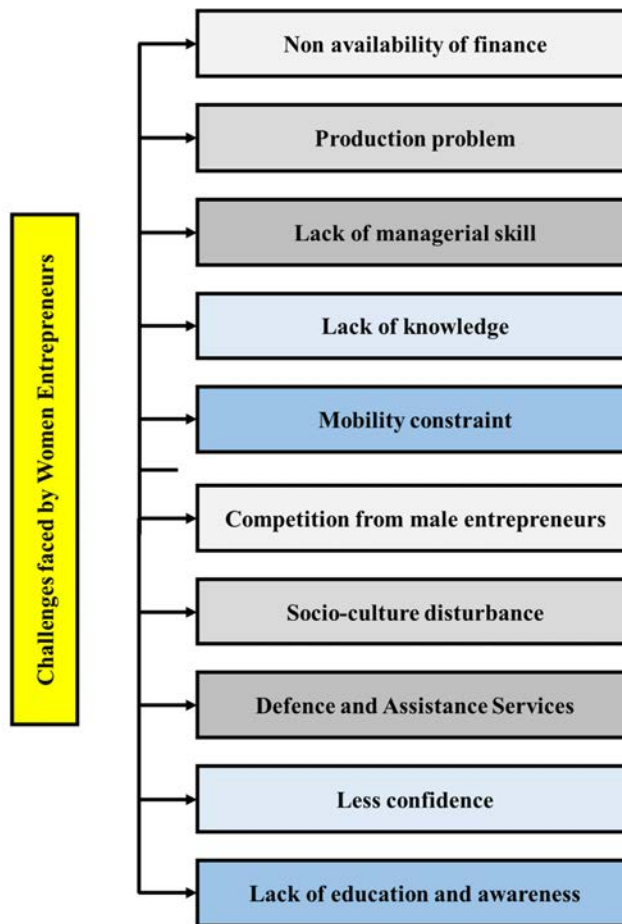 Challenges faced by Women Entrepreneurs
Non availability of finance
Production problem
Lack of managerial skill
Lack of knowledge
Mobility constraint
Competition from male entrepreneurs
Socio-culture disturbance
Defence and Assistance Services
Less confidence
Lack of education and awareness